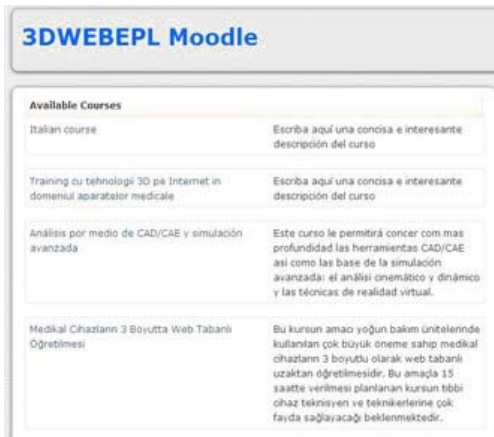 3DWEBEPL Moodle
Available Courses
Italian course
Escriba aquí una concisa e interesante
descripción del curso
Training cu tehnologii 3D pe Internet in
domeniul aparatelor medicale
Escriba aquí una concisa e interesante
descripción del curso
Análisis por medio de CAD/CAE y simulación
avanzada
Este curso le permitirá concer com mas
profundidad las herramientas CAD/CAE
asi como las base de la simulación
avanzada: el análisi cinemático y dinámico
y las técnicas de realidad virtual.
Medikal Cihazların 3 Boyutta Web Tabanlı
Öğretilmesi
Bu kursun amacı yoğun bakım ünitelerinde
kullanılan çok büyük öneme sahip medikal
cihazların 3 boyutlu olarak web tabanlı
uzaktan öğretilmesidir. Bu amaçla 15
saatte verilmesi planlanan kursun tıbbi
cihaz teknisyen ve teknikerlerine çok
fayda sağlayacağı beklenmektedir.